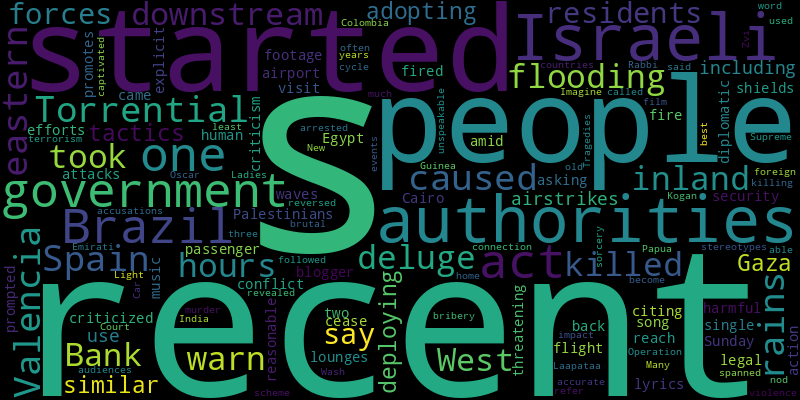 forces downstream Colombia adopting residents word used
started Israeli
eastern promotes captivated explicit footage often years cycle countries Rabbi said Zvi
airport visit fired flooding including
Torrential criticism much Imagine called film shields
s people
efforts terrorism tactics came human least Egypt arrested New amid unspeakable fire diplomatic best Supreme
took one events Guinea Tragedies old foreign killing
attacks Oscar Ladies caused asking inland
government waves reversed brutal Cairo airstrikes Kogan security
Brazil accusations three Palestinians authorities
Valencia Emirati passenger followed connection sorcery Papua stereotypes able
Spain music hours blogger revealed deluge home act killed become Gaza
prompted Light Car conflict deploying threatening citing harmful rains
recent
criticized Court murder India two cease bribery song single Sunday action
use reasonable say back reach
Bank warn lounges West flight impact Operation Many legal
similar audiences Wash Laapataa accurate lyrics spanned nod
scheme refer violence